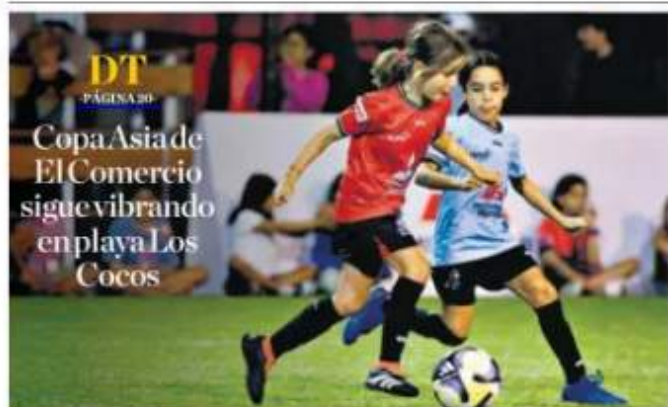 DT
-PÁGINA 20-
Copa Asia de
El Comercio
sigue vibrando
en playa Los
Cocos